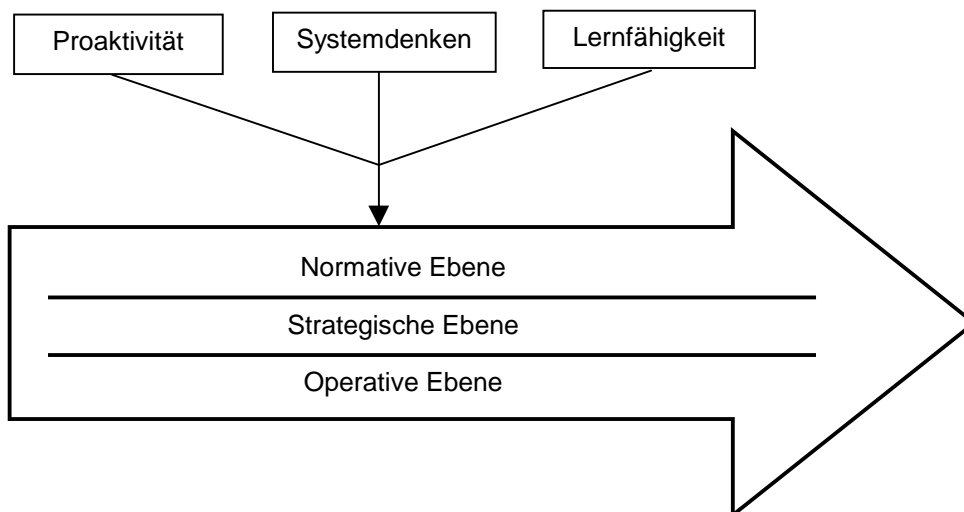 Proaktivität
Systemdenken
Lernfähigkeit
Normative Ebene
Strategische Ebene
Operative Ebene